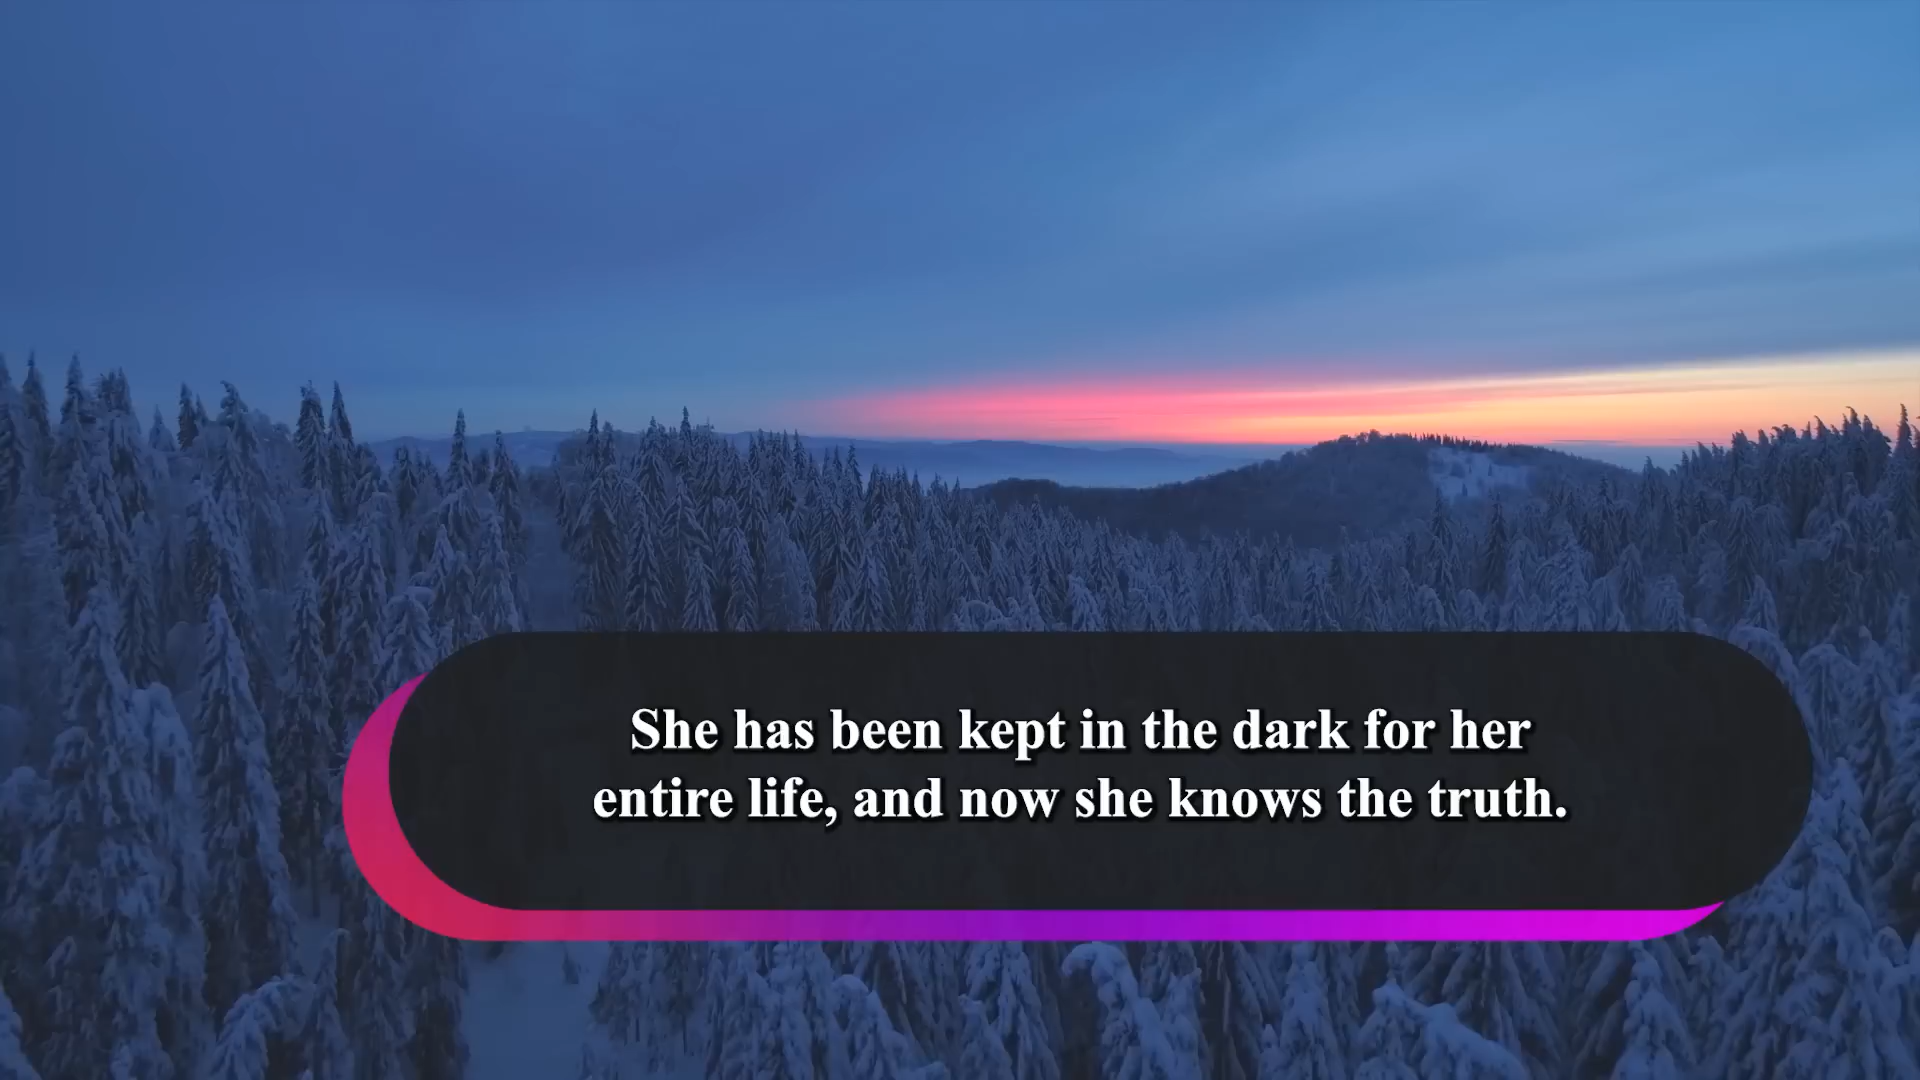 She has been kept in the dark for her
entire life, and now she knows the truth.